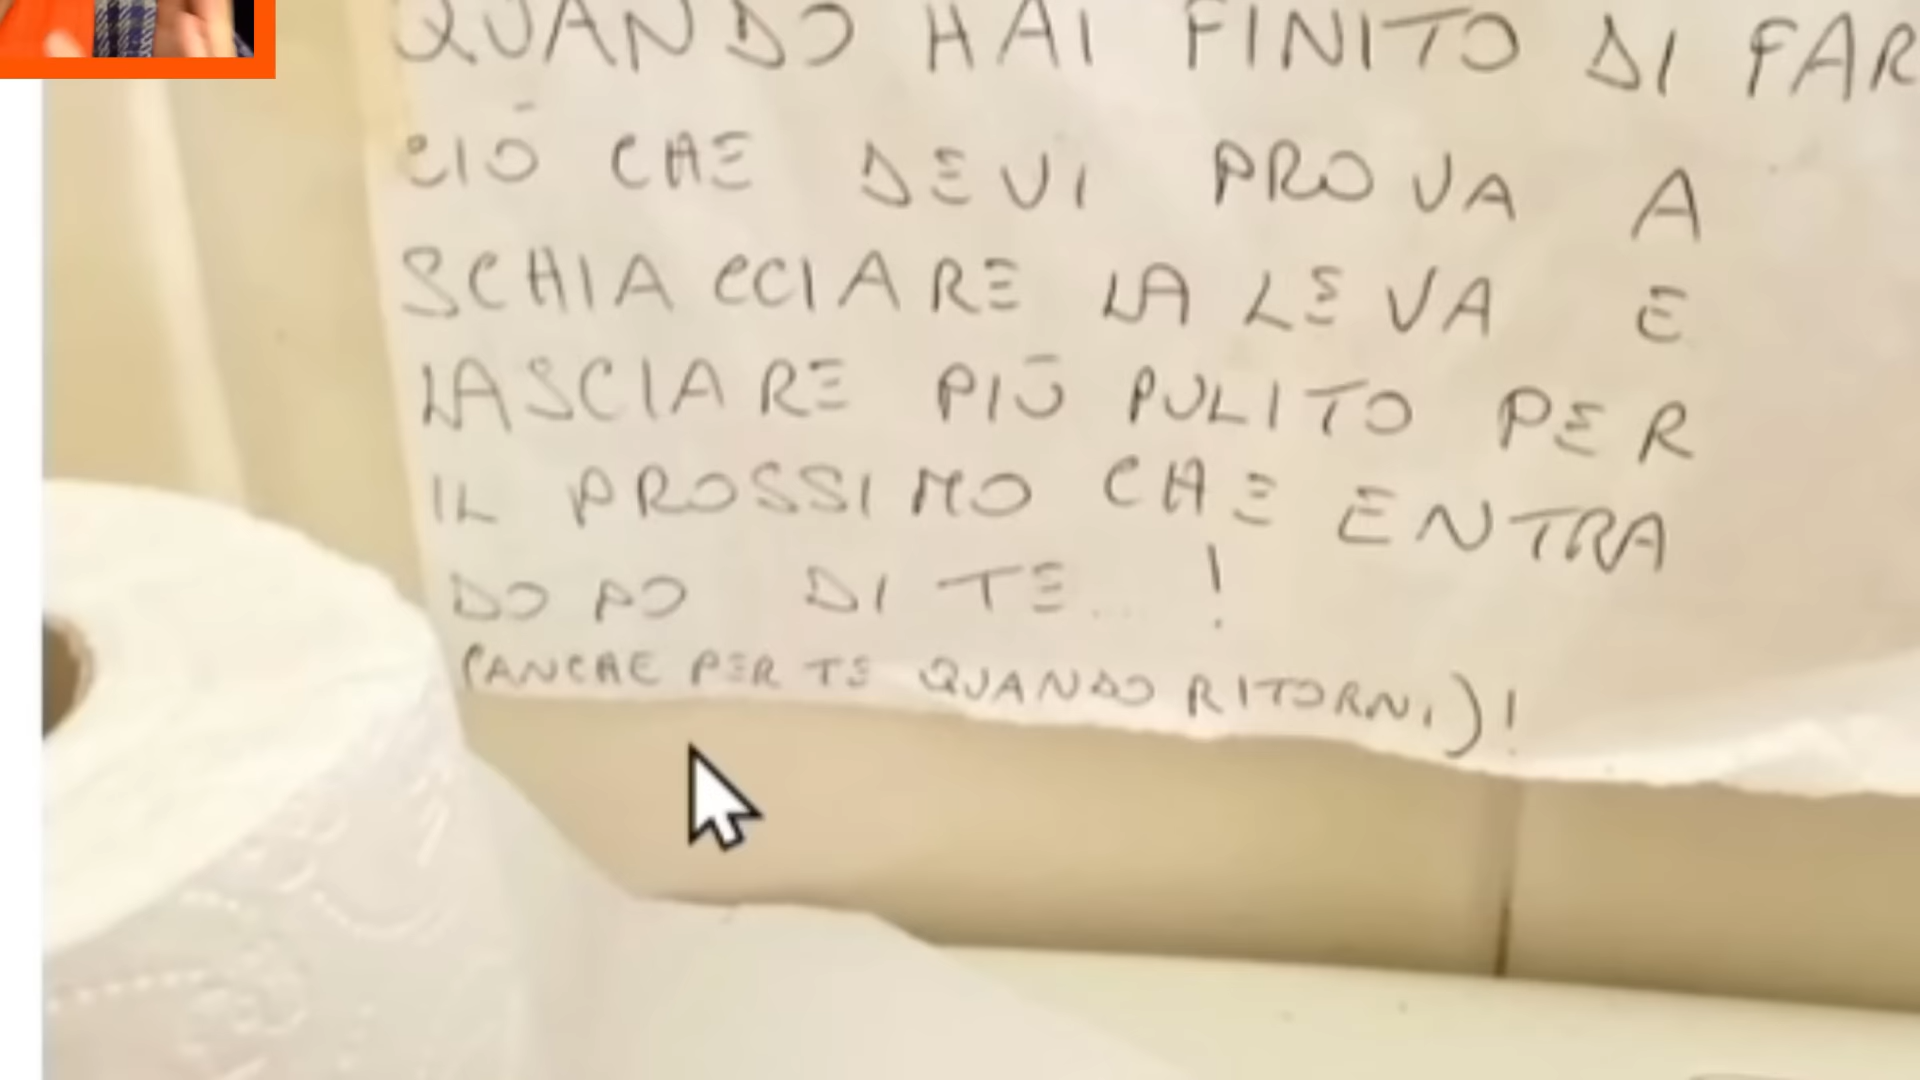 QUANDO HAI FINITO DI FAR
CIÒ CHE DEVI PROVA A
SCHIACCIARE LA LEVA E
LASCIARE PIÙ PULITO PER
IL PROSSIMO CHE ENTRA
DOPO DI TE...!
(ANCHE PER TE QUANDO RITORNI)!